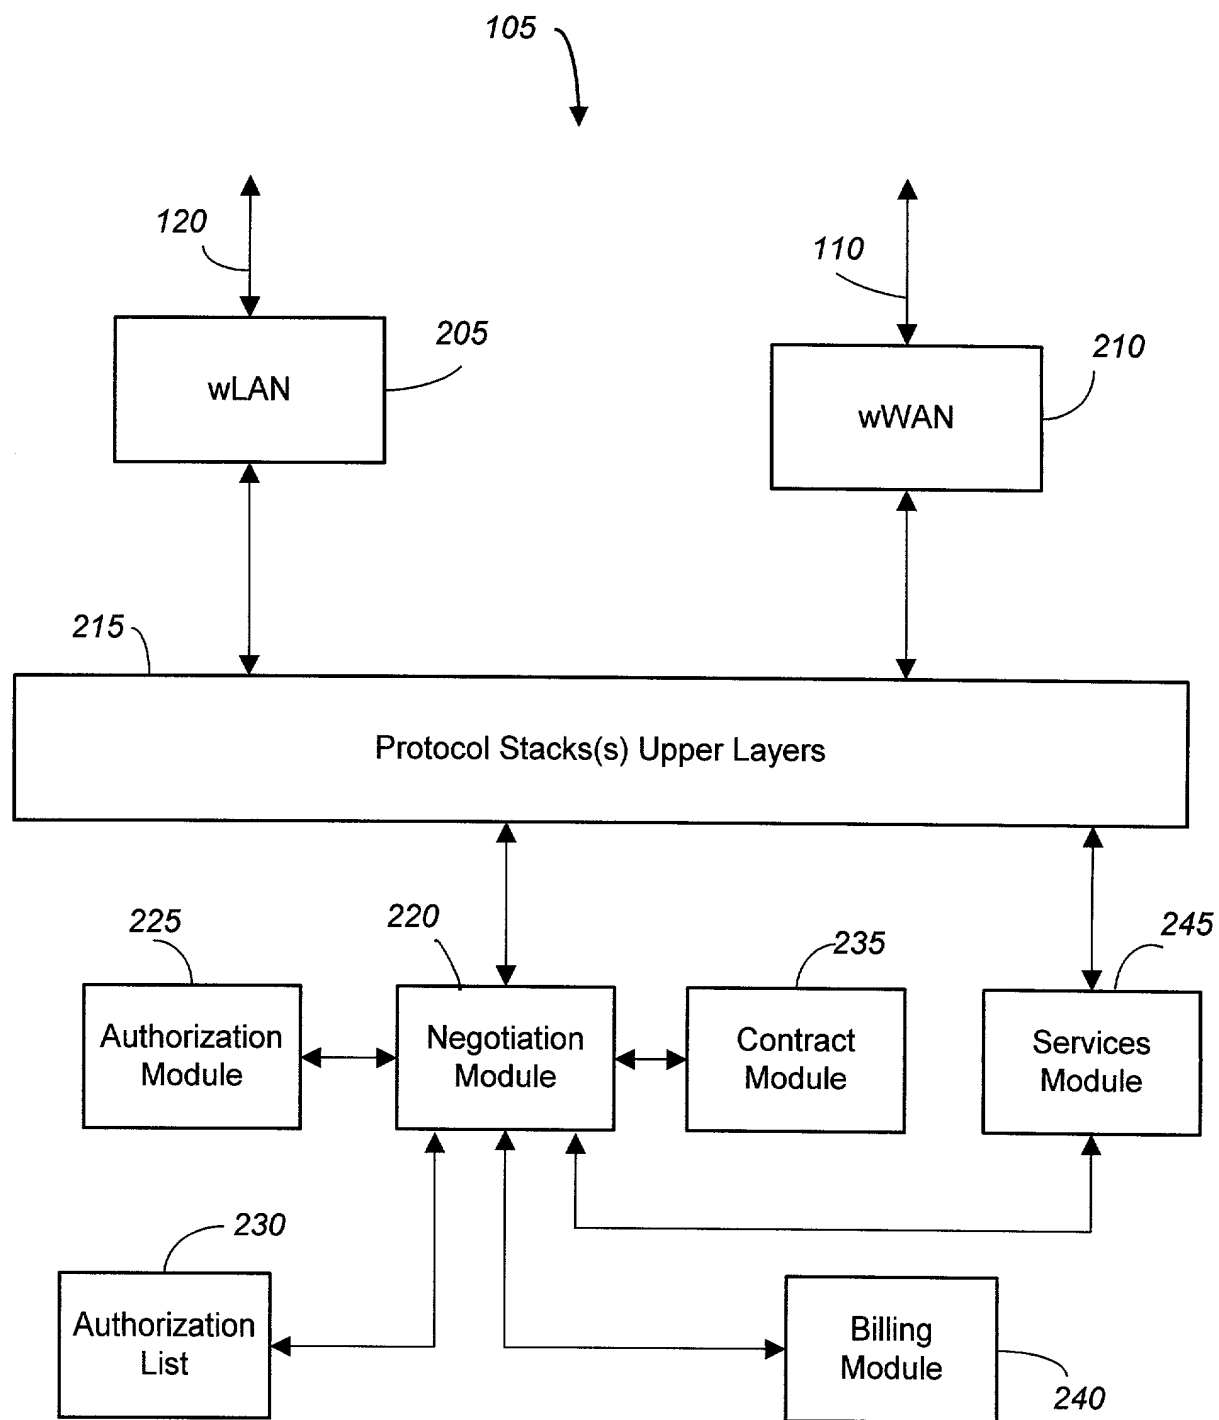 105
120
110
205
wLAN
210
wWAN
215
Protocol Stacks(s) Upper Layers
225
220
235
245
Authorization
Module
Negotiation
Module
Contract
Module
Services
Module
230
Authorization
List
Billing
Module
240